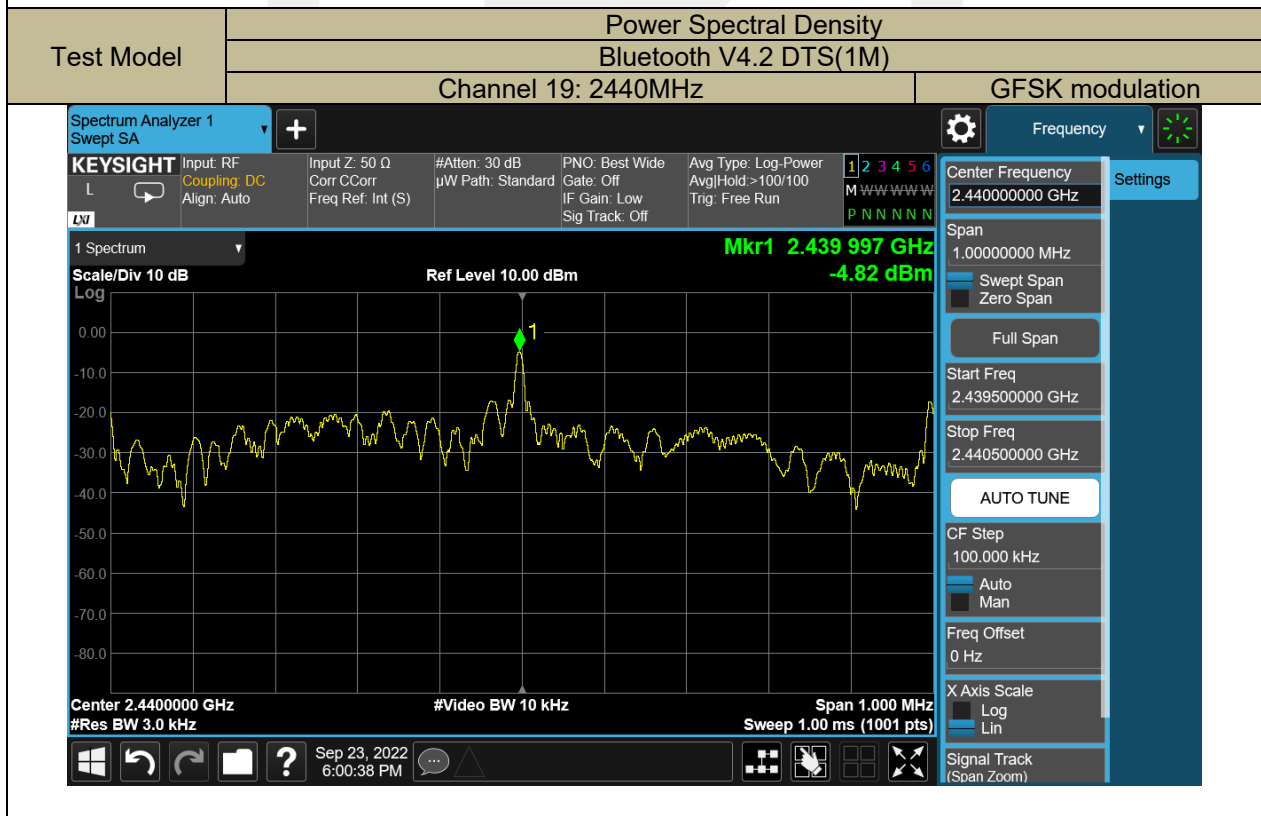 Power Spectral Density
Test Model
Bluetooth V4.2 DTS(1M)
Channel 19: 2440MHz
GFSK modulation
Spectrum Analyzer 1
Swept SA
Frequency
KEYSIGHT
L
LXI
Input: RF
Coupling: DC
Align: Auto
Input Z: 50 Ω
Corr CCorr
Freq Ref: Int (S)
#Atten: 30 dB
µW Path: Standard
PNO: Best Wide
Gate: Off
IF Gain: Low
Sig Track: Off
Avg Type: Log-Power
Avg|Hold:>100/100
Trig: Free Run
1 2 3 4 5 6
M W W W W W
P N N N N N
Center Frequency
2.440000000 GHz
Settings
1 Spectrum
Mkr1 2.439 997 GHz
Scale/Div 10 dB
Ref Level 10.00 dBm
-4.82 dBm
Log
1
0.00
-10.0
-20.0
-30.0
-40.0
-50.0
-60.0
-70.0
-80.0
Center 2.4400000 GHz
#Video BW 10 kHz
Span 1.000 MHz
#Res BW 3.0 kHz
Sweep 1.00 ms (1001 pts)
Span
1.00000000 MHz
Swept Span
Zero Span
Full Span
Start Freq
2.439500000 GHz
Stop Freq
2.440500000 GHz
AUTO TUNE
CF Step
100.000 kHz
Auto
Man
Freq Offset
0 Hz
X Axis Scale
Log
Lin
Signal Track
(Span Zoom)
?
Sep 23, 2022
6:00:38 PM